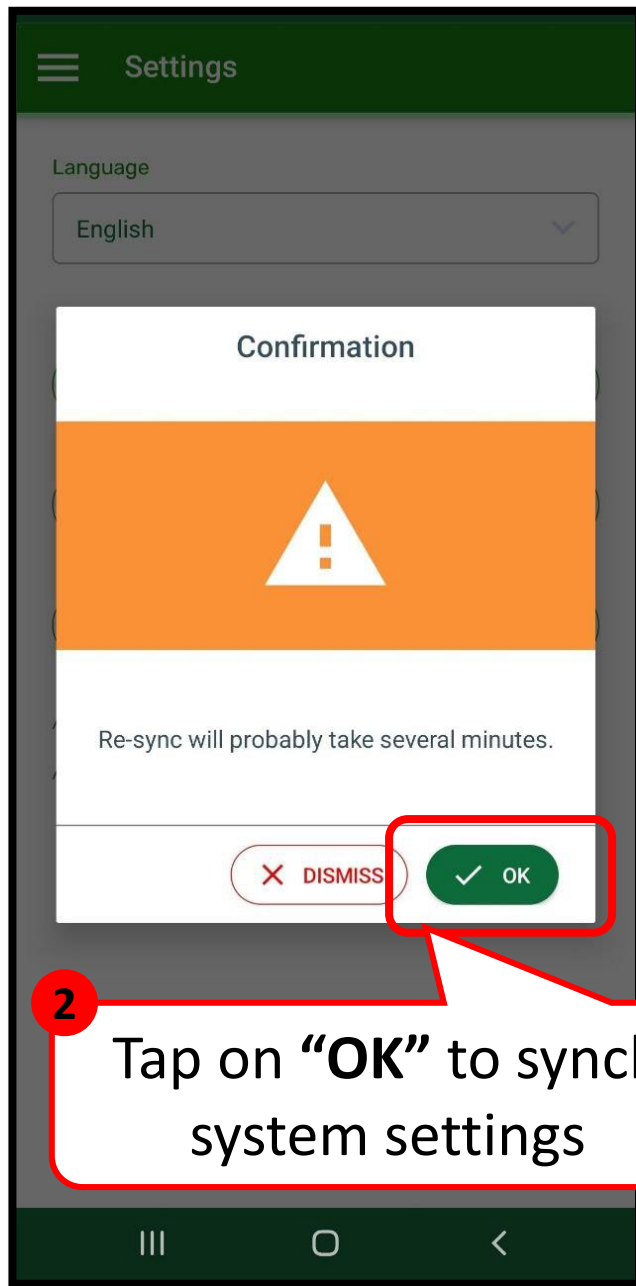 Settings
Language
English
Confirmation
Re-sync will probably take several minutes.
DISMISS
OK
2
Tap on “OK” to
system settings